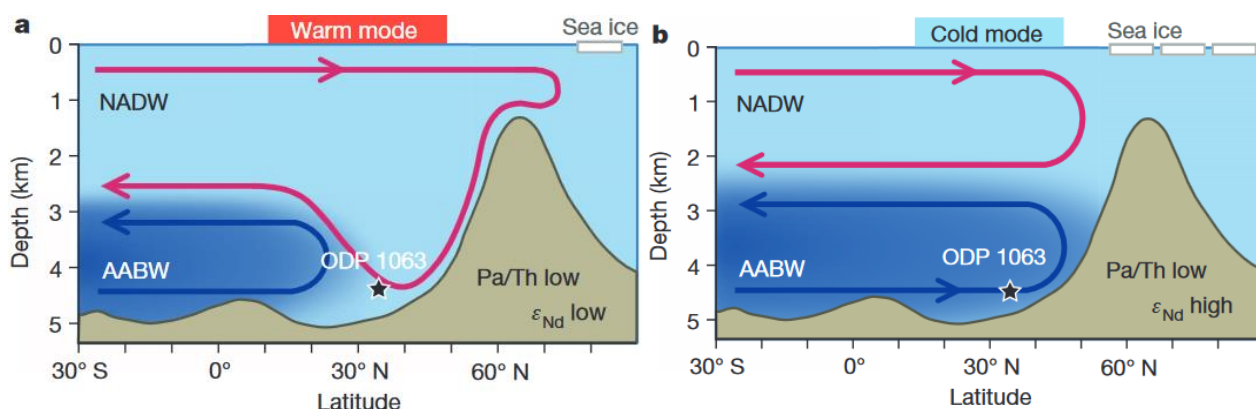 a
Warm mode
Sea ice
0
1
2
3
4
5
Depth (km)
NADW
AABW
ODP 1063
Pa/Th low
εNd low
30° S
0°
30° N
60° N
Latitude
b
Cold mode
Sea ice
0
1
2
3
4
5
Depth (km)
NADW
AABW
ODP 1063
Pa/Th low
εNd high
30° S
0°
30° N
60° N
Latitude